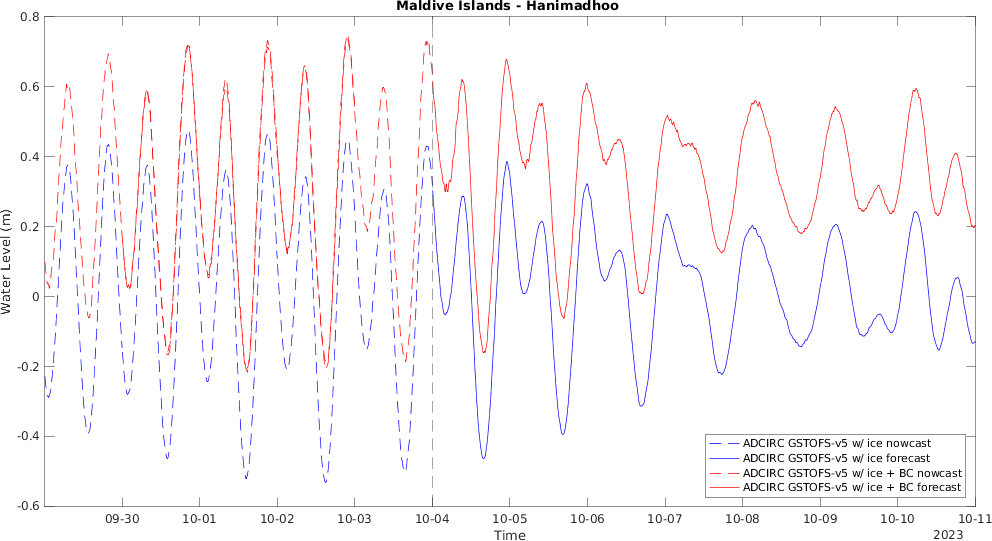 Maldive Islands - Hanimadhoo
0.8
0.6
0.4
0.2
0
-0.2
-0.4
-0.6
Water Level (m)
ADCIRC GSTOFS-v5 w/ ice nowcast
ADCIRC GSTOFS-v5 w/ ice forecast
ADCIRC GSTOFS-v5 w/ ice + BC nowcast
ADCIRC GSTOFS-v5 w/ ice + BC forecast
09-30 10-01 10-02 10-03 10-04 10-05 10-06 10-07 10-08 10-09 10-10 10-11
Time
2023